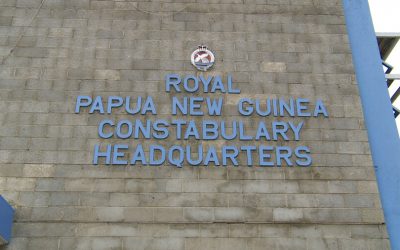 ROYAL
PAPUA NEW GUINEA
CONSTABULARY
HEADQUARTERS